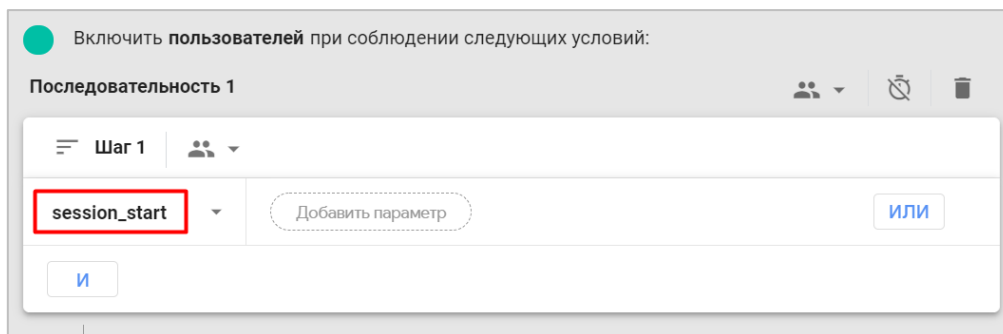 Включить пользователей при соблюдении следующих условий:
Последовательность 1
Шаг 1
session_start Добавить параметр ИЛИ
И